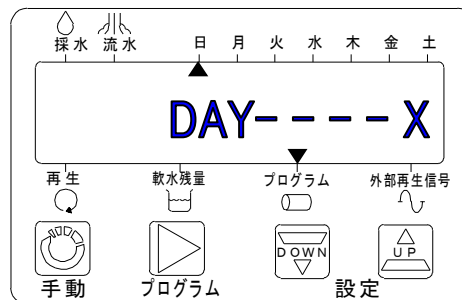 採水 流水 日 月 火 水 木 金 土
DAY----X
再生 軟水残量 プログラム 外部再生信号
DOWN UP
手動 プログラム 設定